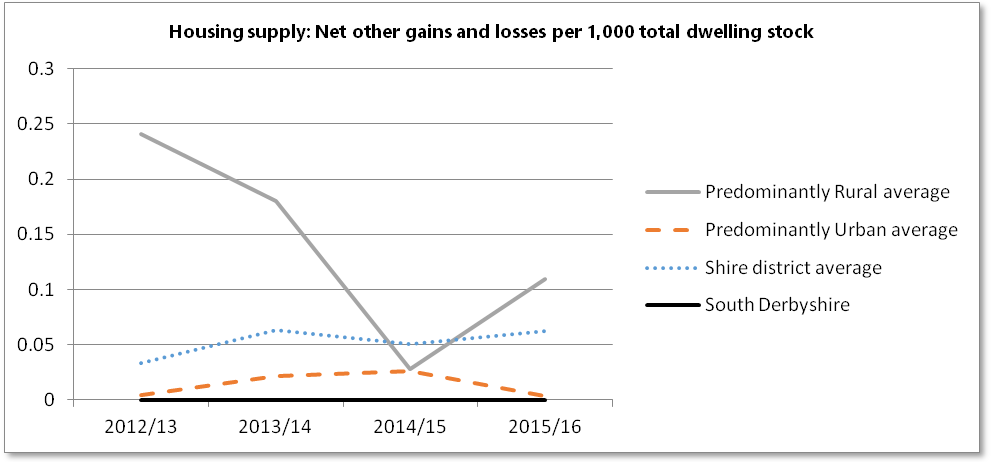 Housing supply: Net other gains and losses per 1,000 total dwelling stock
0.3
0.25
0.2
0.15
0.1
0.05
0
2012/13 2013/14 2014/15 2015/16
Predominantly Rural average
Predominantly Urban average
Shire district average
South Derbyshire